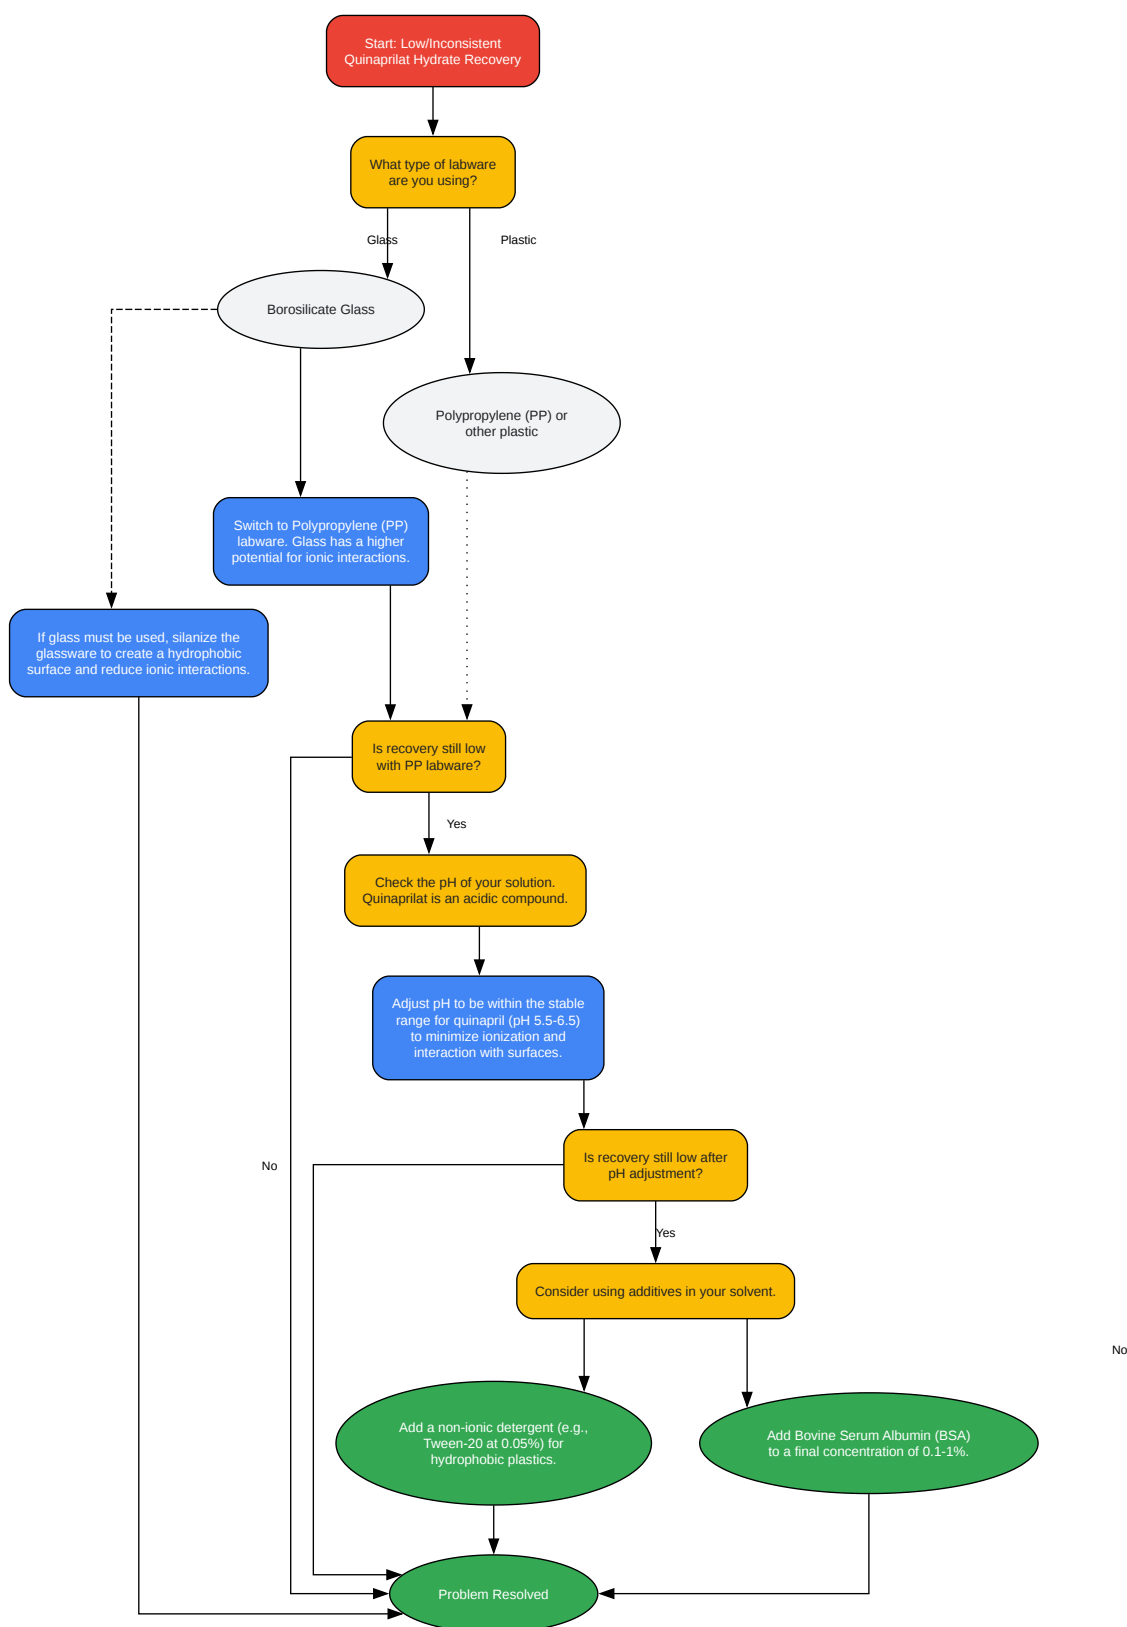 Start: Low/Inconsistent
Quinaprilat Hydrate Recovery
What type of labware
are you using?
Glass
Plastic
Borosilicate Glass
Polypropylene (PP) or
other plastic
Switch to Polypropylene (PP)
labware. Glass has a higher
potential for ionic interactions.
If glass must be used, silanize the
glassware to create a hydrophobic
surface and reduce ionic interactions.
Is recovery still low
with PP labware?
Yes
Check the pH of your solution.
Quinaprilat is an acidic compound.
Adjust pH to be within the stable
range for quinapril (pH 5.5-6.5)
to minimize ionization and
interaction with surfaces.
No
Is recovery still low after
pH adjustment?
Yes
Consider using additives in your solvent.
No
Add a non-ionic detergent (e.g.,
Tween-20 at 0.05%) for
hydrophobic plastics.
Add Bovine Serum Albumin (BSA)
to a final concentration of 0.1-1%.
Problem Resolved